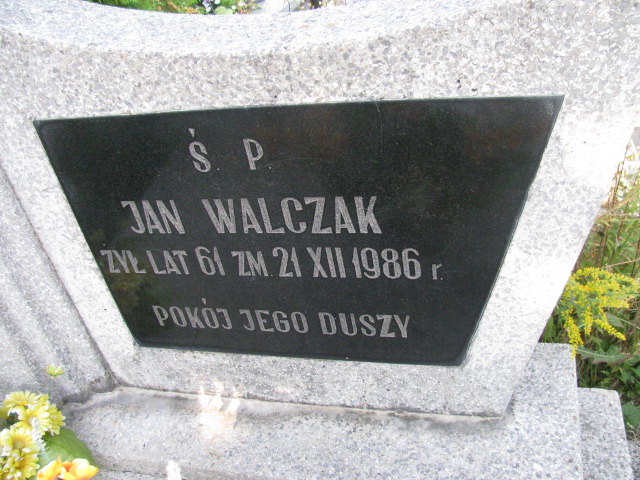 Ś. P
JAN WALCZAK
ŻYŁ LAT 61 ZM. 21 XII 1986 r.
POKÓJ JEGO DUSZY